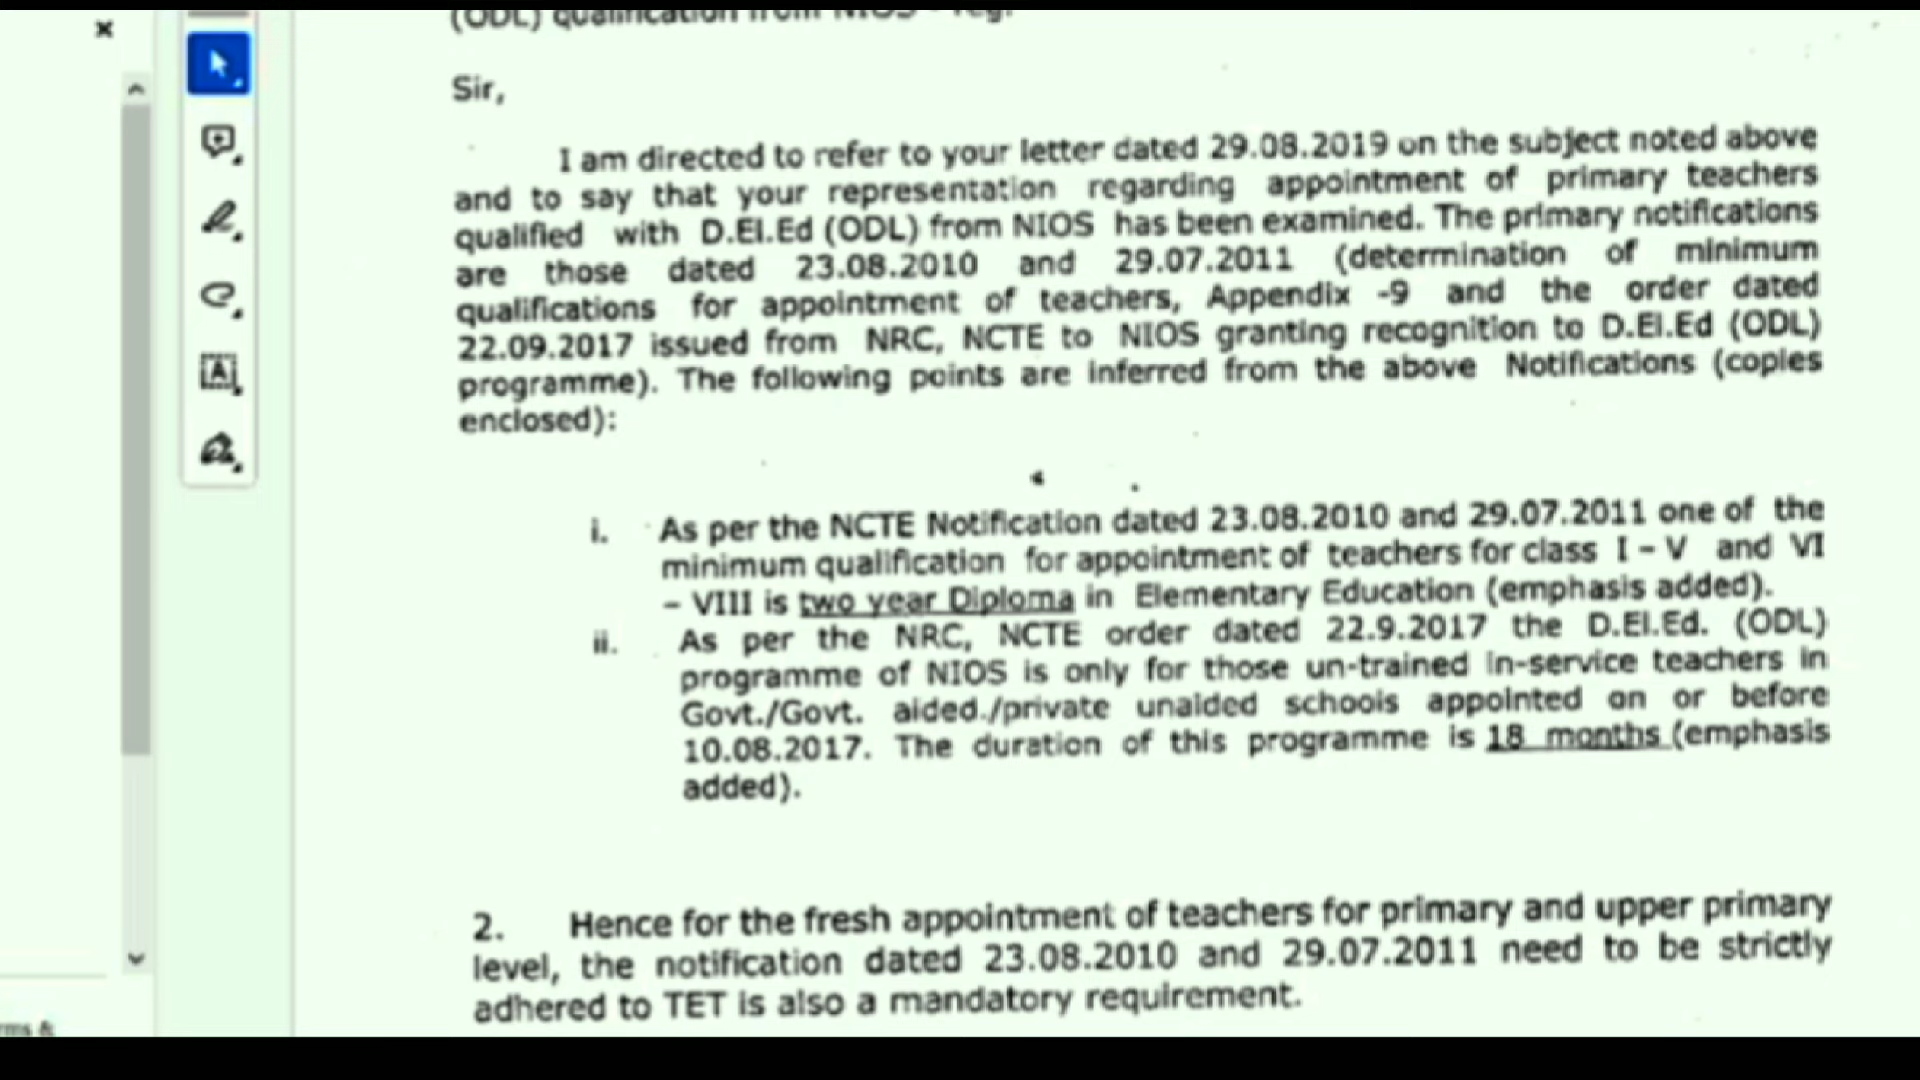 (ODL) qualification from NIOS - reg.
Sir,
I am directed to refer to your letter dated 29.08.2019 on the subject noted above
and to say that your representation regarding appointment of primary teachers
qualified with D.El.Ed (ODL) from NIOS has been examined. The primary notifications
are those dated 23.08.2010 and 29.07.2011 (determination of minimum
qualifications for appointment of teachers, Appendix -9 and the order dated
22.09.2017 issued from NRC, NCTE to NIOS granting recognition to D.El.Ed (ODL)
programme). The following points are inferred from the above Notifications (copies
enclosed):
i. As per the NCTE Notification dated 23.08.2010 and 29.07.2011 one of the
minimum qualification for appointment of teachers for class I – V and VI
– VIII is two year Diploma in Elementary Education (emphasis added).
ii. As per the NRC, NCTE order dated 22.9.2017 the D.El.Ed. (ODL)
programme of NIOS is only for those un-trained in-service teachers in
Govt./Govt. aided./private unaided schools appointed on or before
10.08.2017. The duration of this programme is 18 months (emphasis
added).
2. Hence for the fresh appointment of teachers for primary and upper primary
level, the notification dated 23.08.2010 and 29.07.2011 need to be strictly
adhered to TET is also a mandatory requirement.